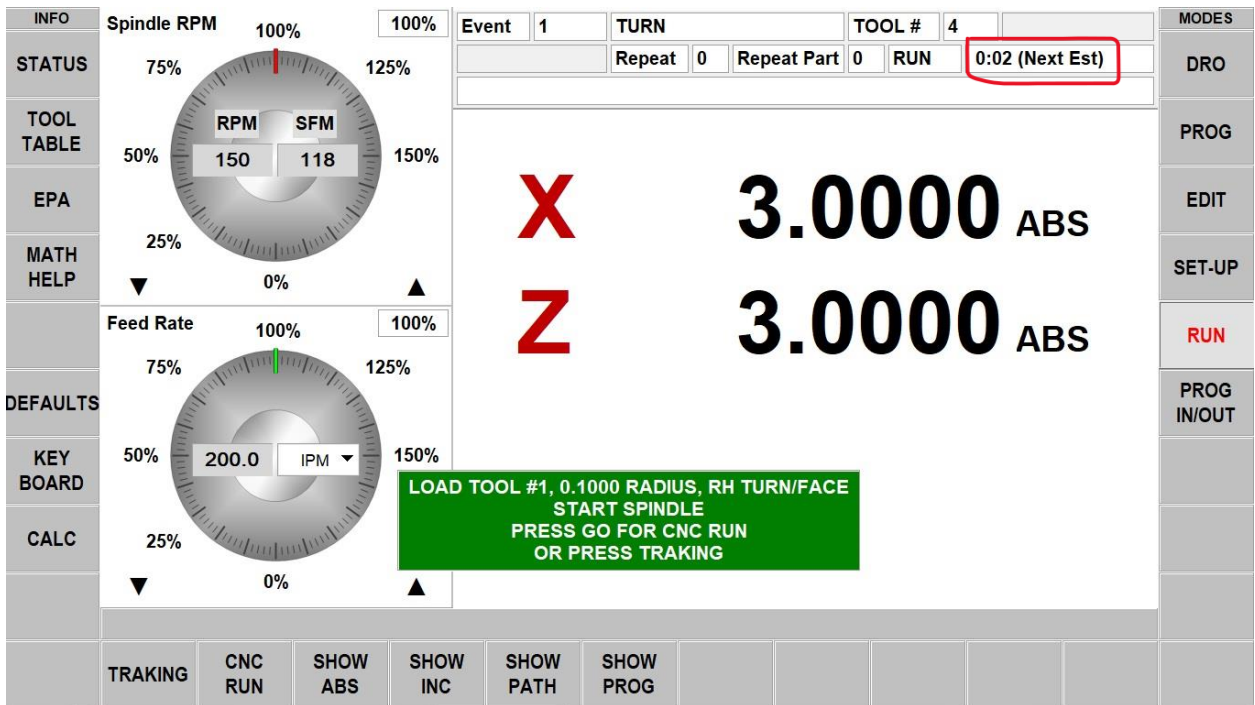 INFO
STATUS
TOOL
TABLE
EPA
MATH
HELP
DEFAULTS
KEY
BOARD
CALC
Spindle RPM
100%
100%
75%
125%
RPM
SFM
150
118
50%
150%
25%
0%
▼
▲
Feed Rate
100%
100%
75%
125%
50%
200.0
IPM ▼
150%
25%
0%
▼
▲
Event 1 TURN TOOL # 4
Repeat 0 Repeat Part 0 RUN 0:02 (Next Est)
X 3.0000 ABS
Z 3.0000 ABS
LOAD TOOL #1, 0.1000 RADIUS, RH TURN/FACE
START SPINDLE
PRESS GO FOR CNC RUN
OR PRESS TRAKING
MODES
DRO
PROG
EDIT
SET-UP
RUN
PROG
IN/OUT
TRAKING
CNC
RUN
SHOW
ABS
SHOW
INC
SHOW
PATH
SHOW
PROG